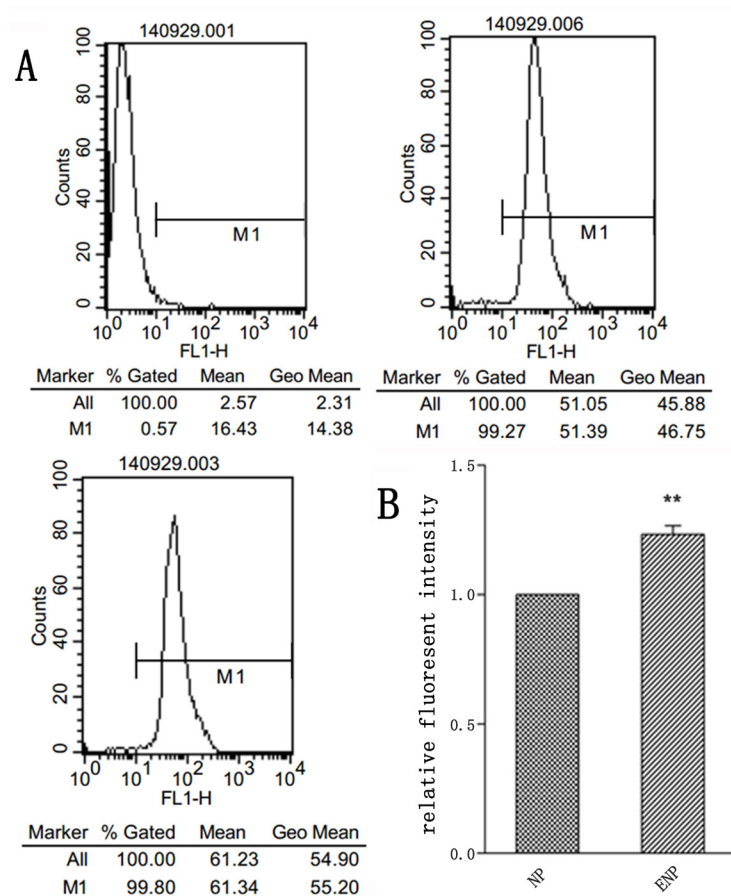 A
140929.001
Counts
100
80
60
40
20
0
M1
10^0 10^1 10^2 10^3 10^4
FL1-H
Marker % Gated Mean Geo Mean
All 100.00 2.57 2.31
M1 0.57 16.43 14.38
140929.006
Counts
100
80
60
40
20
0
M1
10^0 10^1 10^2 10^3 10^4
FL1-H
Marker % Gated Mean Geo Mean
All 100.00 51.05 45.88
M1 99.27 51.39 46.75
140929.003
Counts
100
80
60
40
20
0
M1
10^0 10^1 10^2 10^3 10^4
FL1-H
Marker % Gated Mean Geo Mean
All 100.00 61.23 54.90
M1 99.80 61.34 55.20
B
relative fluoresent intensity
1.5
1.0
0.5
0.0
**
NP
ENP